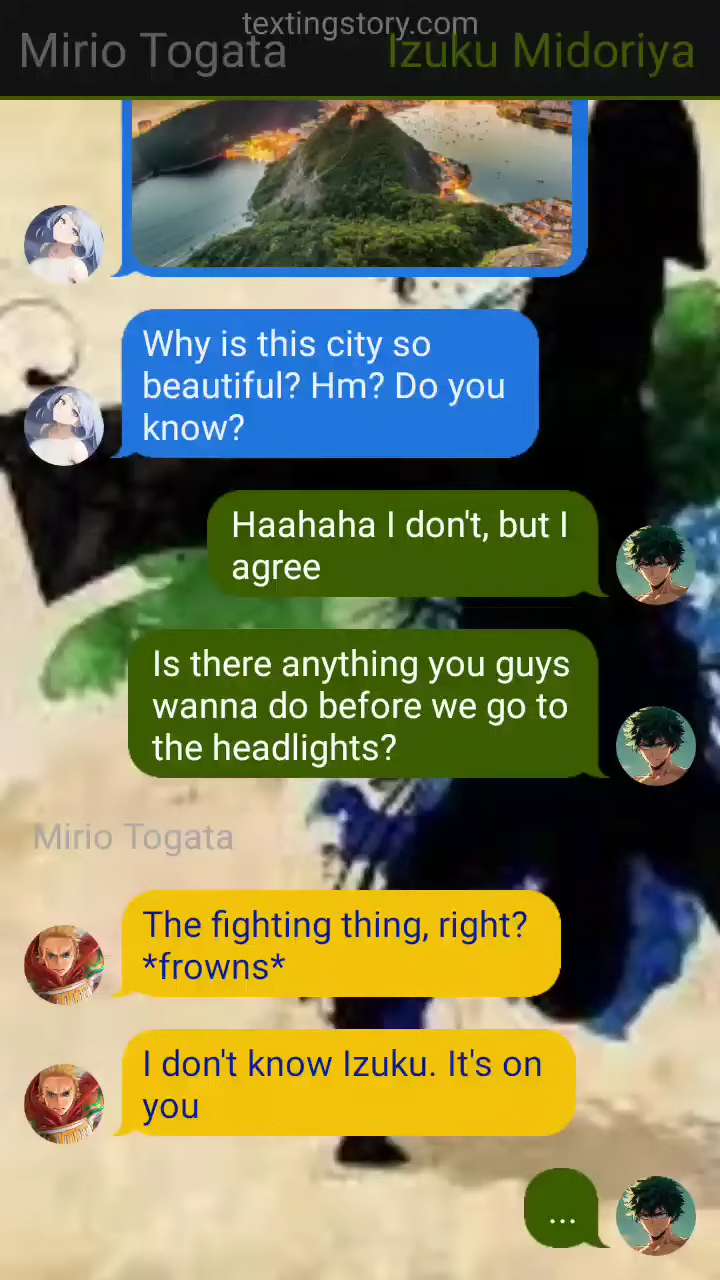 textingstory.com
Mirio Togata
Izuku Midoriya
Why is this city so
beautiful? Hm? Do you
know?
Haahaha I don't, but I
agree
Is there anything you guys
wanna do before we go to
the headlights?
Mirio Togata
The fighting thing, right?
*frowns*
I don't know Izuku. It's on
you
...